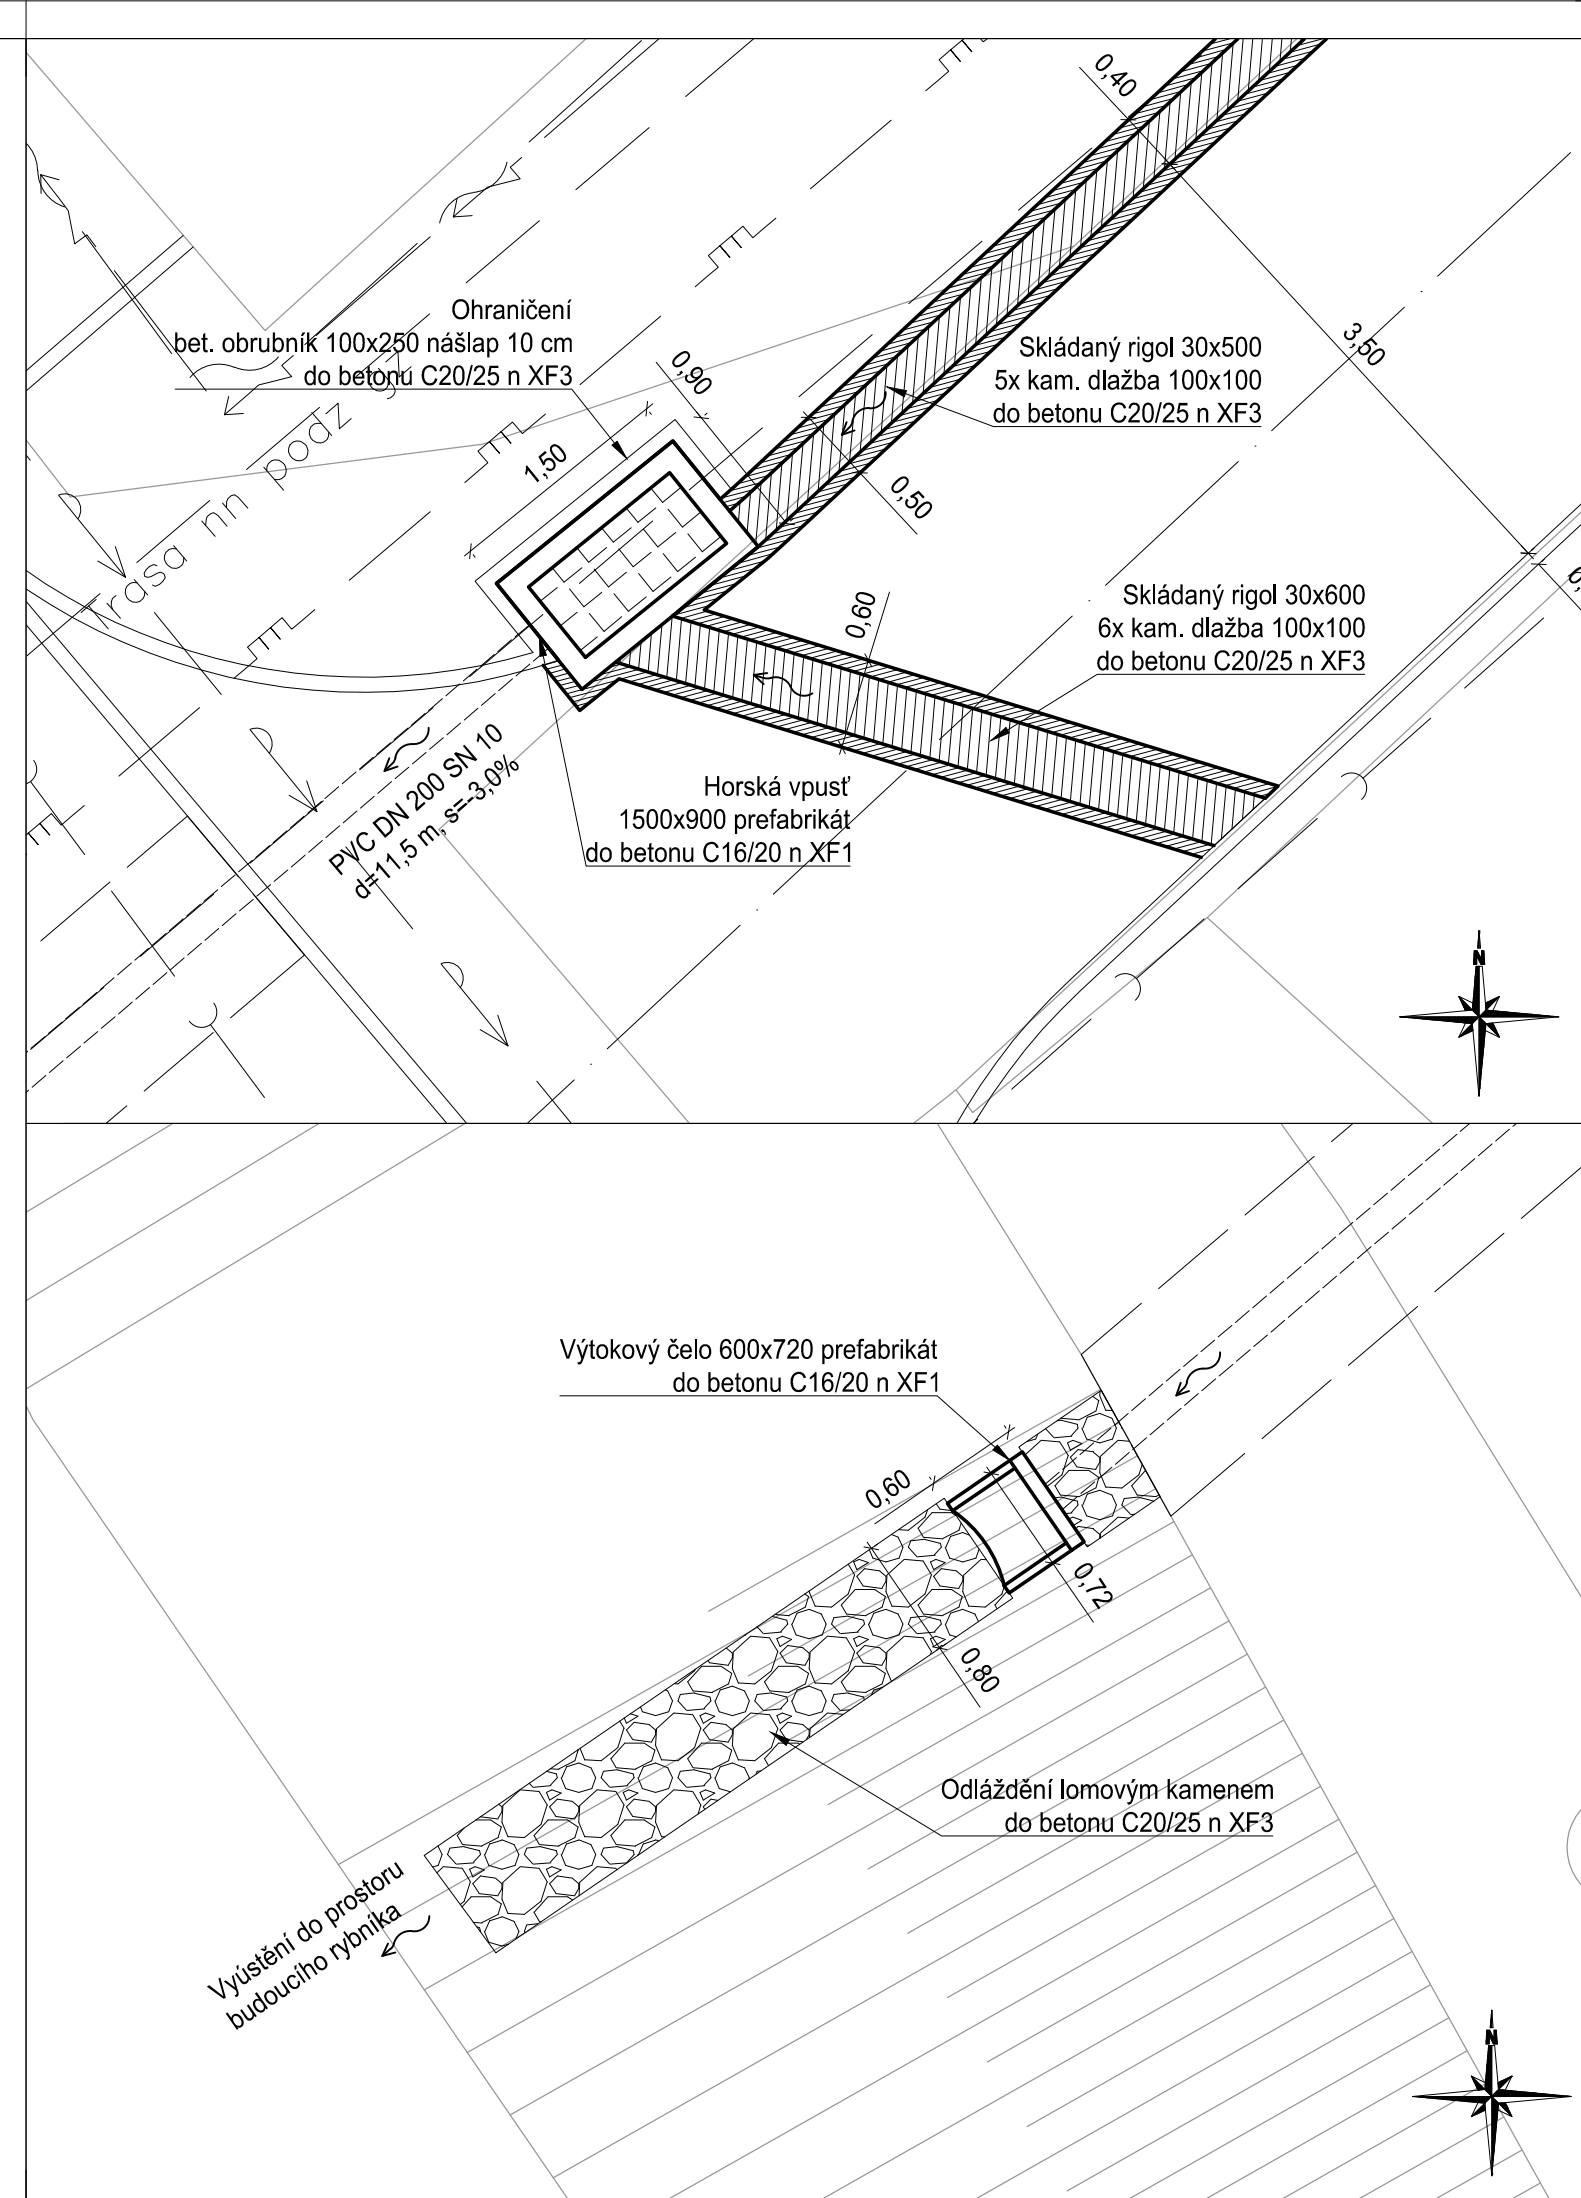 0,40
3,50
Ohraničení
bet. obrubník 100x250 nášlap 10 cm
do betonu C20/25 n XF3
0,90
1,50
Skládaný rigol 30x500
5x kam. dlažba 100x100
do betonu C20/25 n XF3
0,50
Trasa nn podz
Skládaný rigol 30x600
6x kam. dlažba 100x100
do betonu C20/25 n XF3
0,60
PVC DN 200 SN 10
d=11,5 m, s=-3,0%
Horská vpusť
1500x900 prefabrikát
do betonu C16/20 n XF1
N
Výtokový čelo 600x720 prefabrikát
do betonu C16/20 n XF1
0,60
0,72
0,80
Odláždění lomovým kamenem
do betonu C20/25 n XF3
Vyústění do prostoru
budoucího rybníka
N